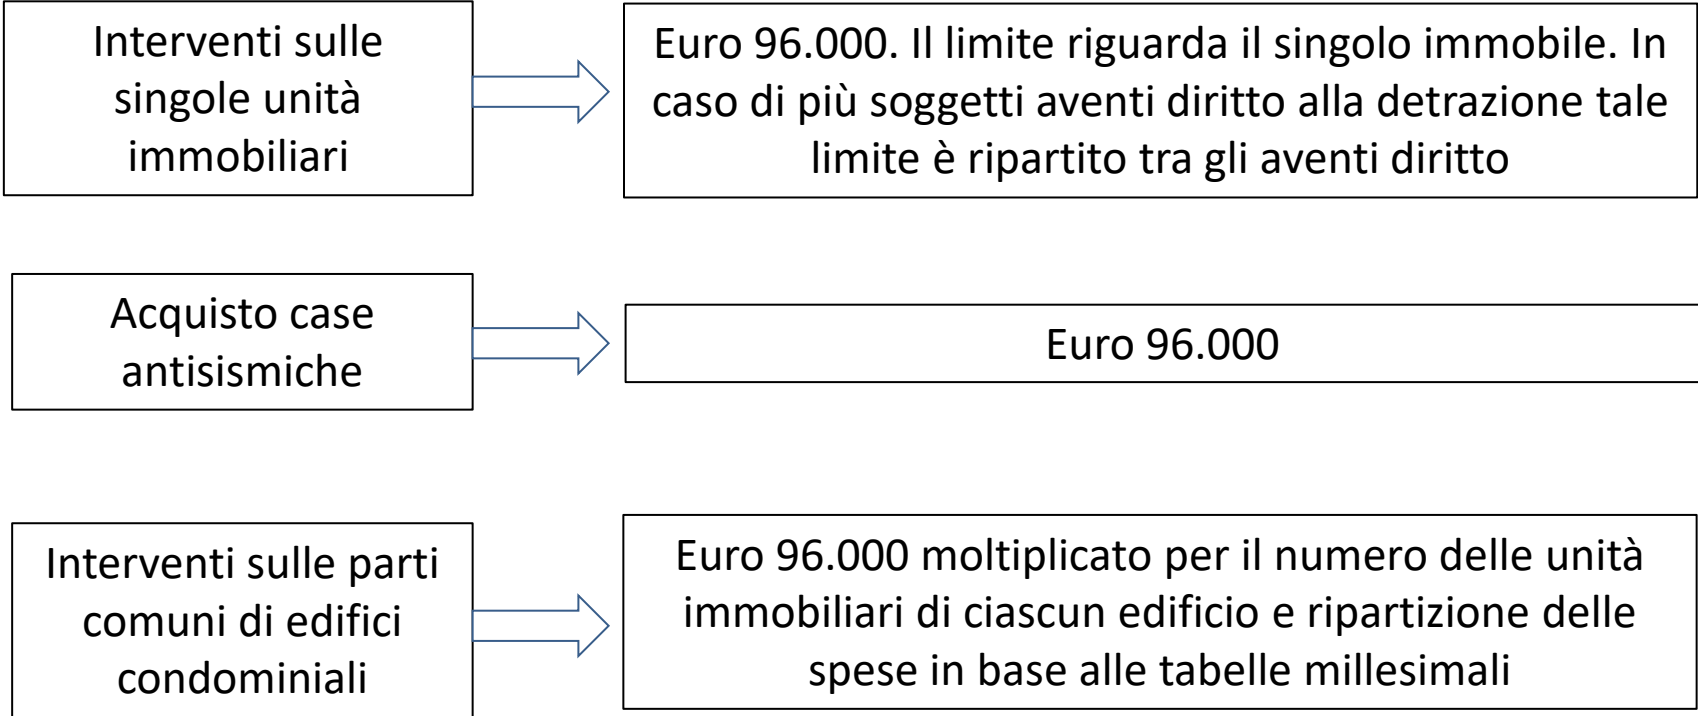 Interventi sulle
singole unità
immobiliari
Euro 96.000. Il limite riguarda il singolo immobile. In
caso di più soggetti aventi diritto alla detrazione tale
limite è ripartito tra gli aventi diritto
Acquisto case
antisismiche
Euro 96.000
Interventi sulle parti
comuni di edifici
condominiali
Euro 96.000 moltiplicato per il numero delle unità
immobiliari di ciascun edificio e ripartizione delle
spese in base alle tabelle millesimali